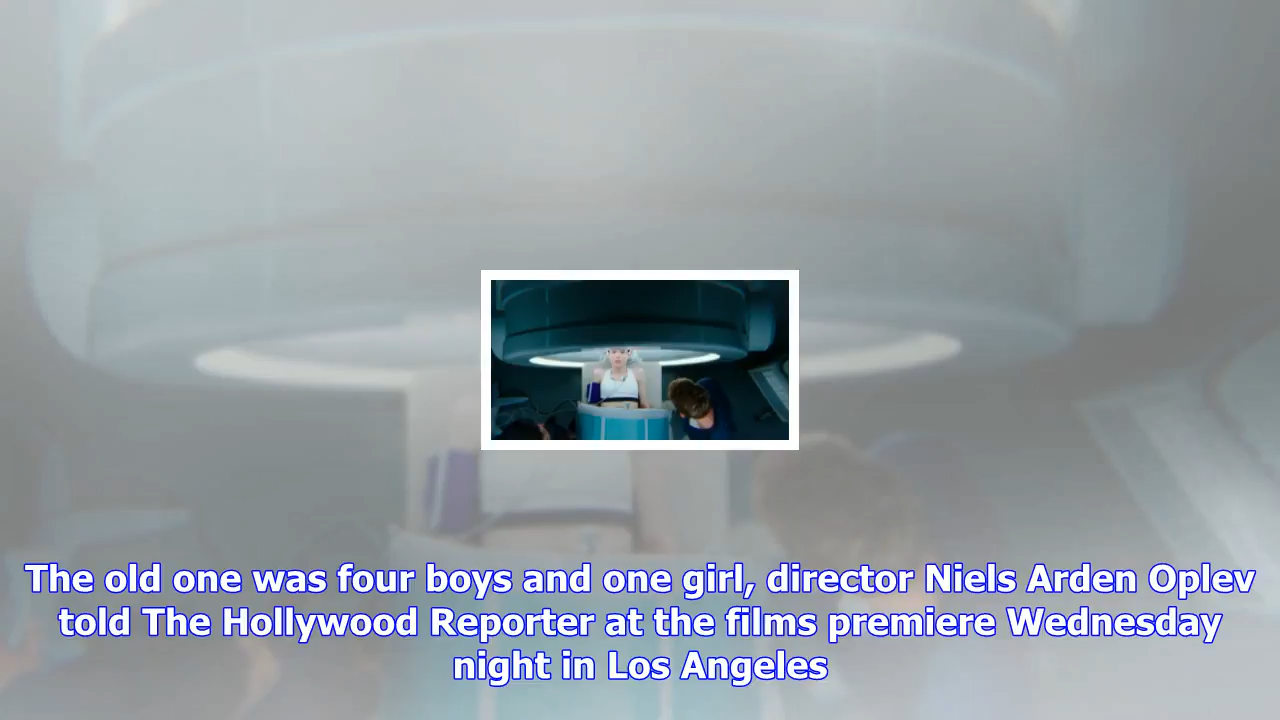 The old one was four boys and one girl, director Niels Arden Oplev
told The Hollywood Reporter at the films premiere Wednesday
night in Los Angeles